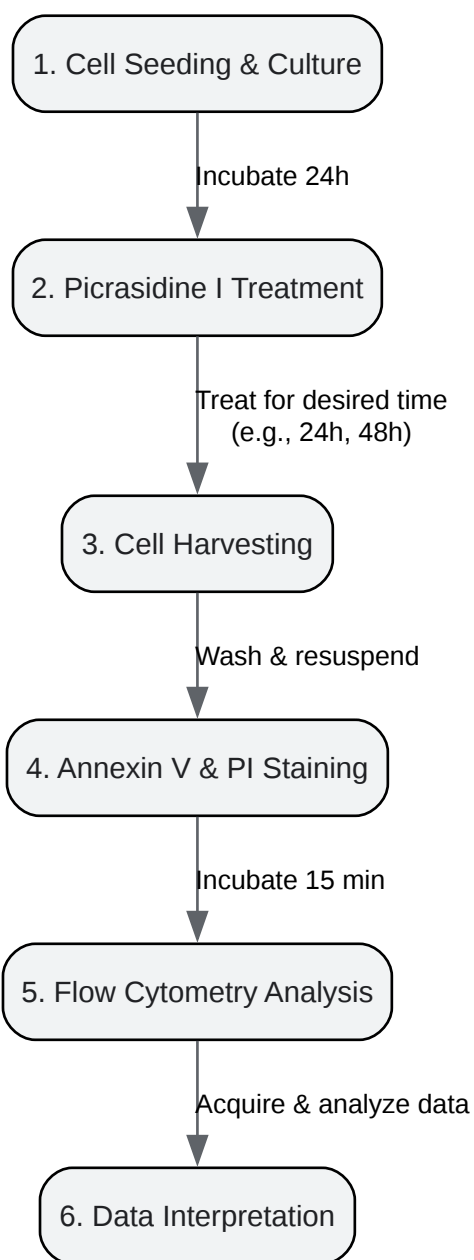 1. Cell Seeding & Culture
Incubate 24h
2. Picrasidine I Treatment
Treat for desired time
(e.g., 24h, 48h)
3. Cell Harvesting
Wash & resuspend
4. Annexin V & PI Staining
Incubate 15 min
5. Flow Cytometry Analysis
Acquire & analyze data
6. Data Interpretation